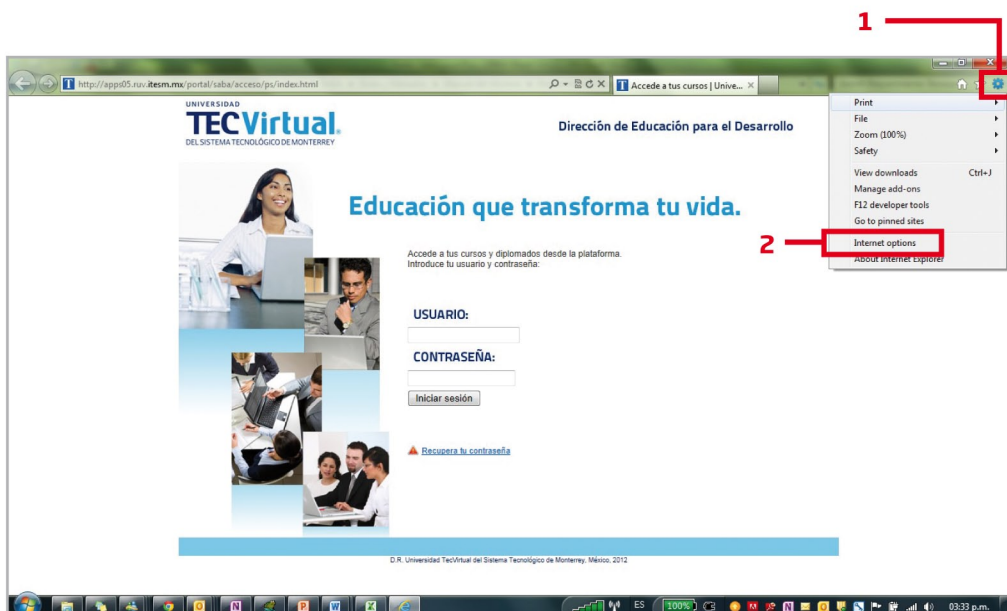 1
http://apps05.ruv.itesm.mx/portal/saba/acceso/ps/index.html
Accede a tus cursos | Unive...
UNIVERSIDAD
TECVirtual.
DEL SISTEMA TECNOLÓGICO DE MONTERREY
Dirección de Educación para el Desarrollo
Print
File
Zoom (100%)
Safety
View downloads Ctrl+J
Manage add-ons
F12 developer tools
Go to pinned sites
2
Internet options
About Internet Explorer
Educación que transforma tu vida.
Accede a tus cursos y diplomados desde la plataforma.
Introduce tu usuario y contraseña:
USUARIO:
CONTRASEÑA:
Iniciar sesión
Recupera tu contraseña
D.R. Universidad TecVirtual del Sistema Tecnológico de Monterrey, México, 2012
ES 100% 03:33 p.m.